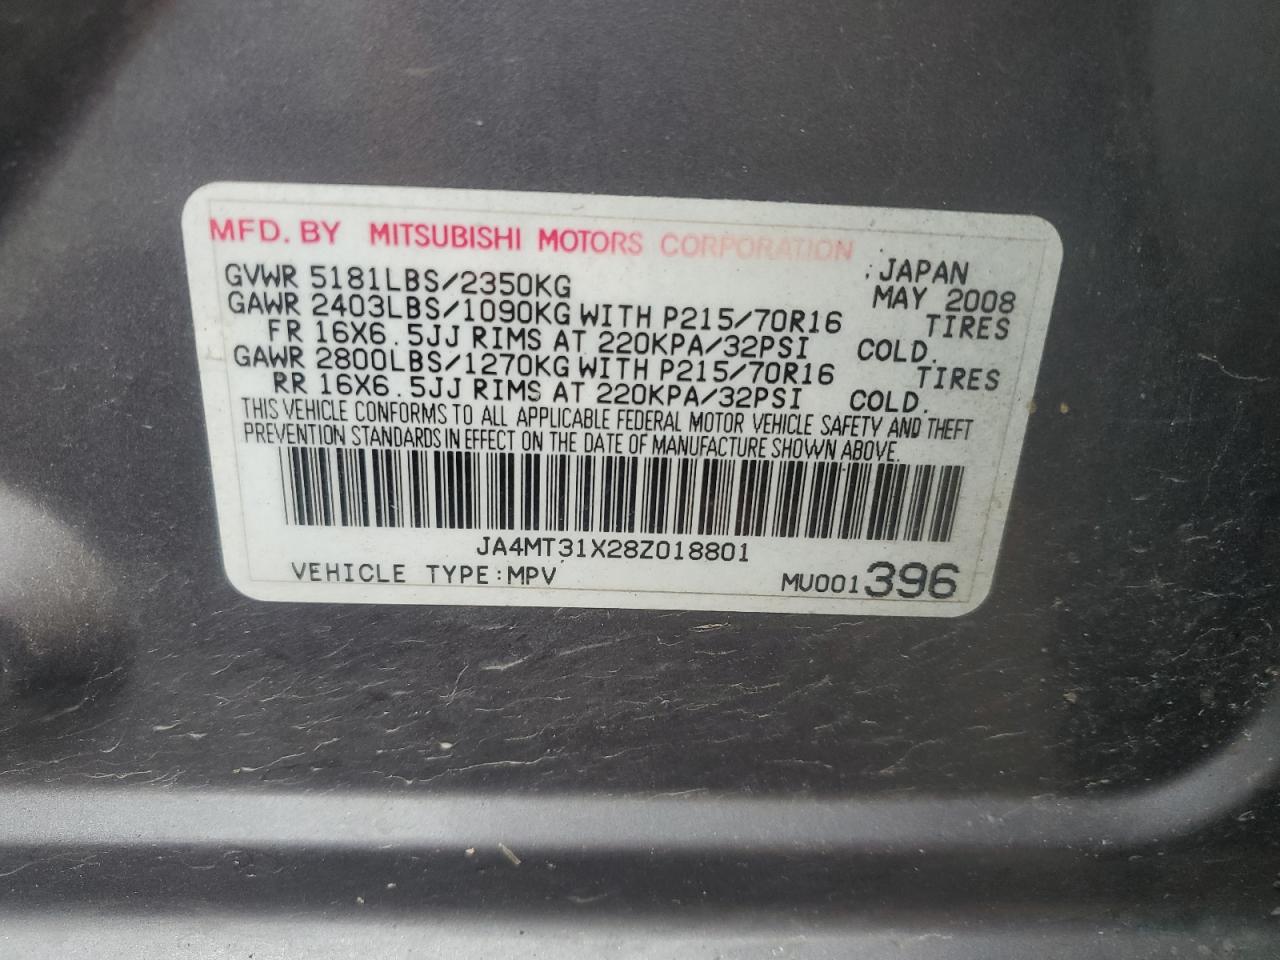 MFD. BY MITSUBISHI MOTORS CORPORATION : JAPAN
GVWR 5181LBS/2350KG MAY 2008
GAWR 2403LBS/1090KG WITH P215/70R16 TIRES
FR 16X6.5JJ RIMS AT 220KPA/32PSI COLD.
GAWR 2800LBS/1270KG WITH P215/70R16 TIRES
RR 16X6.5JJ RIMS AT 220KPA/32PSI COLD.
THIS VEHICLE CONFORMS TO ALL APPLICABLE FEDERAL MOTOR VEHICLE SAFETY AND THEFT
PREVENTION STANDARDS IN EFFECT ON THE DATE OF MANUFACTURE SHOWN ABOVE.
JA4MT31X28Z018801
VEHICLE TYPE:MPV MU001396